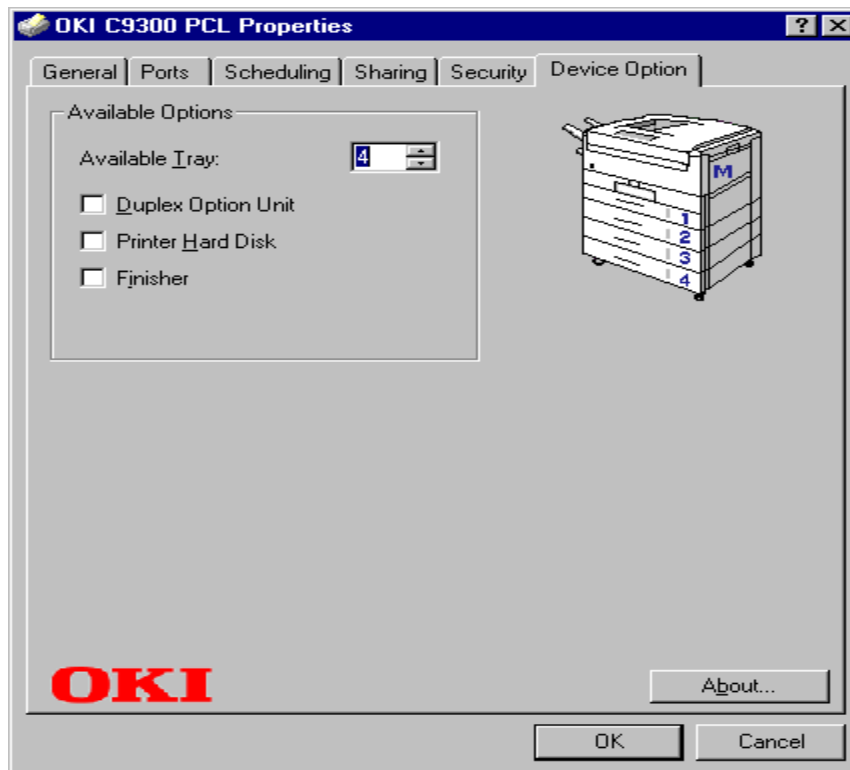 OKI C9300 PCL Properties
General Ports Scheduling Sharing Security Device Option
Available Options
Available Tray: 4
Duplex Option Unit
Printer Hard Disk
Finisher
M
1
2
3
4
OKI
About...
OK Cancel